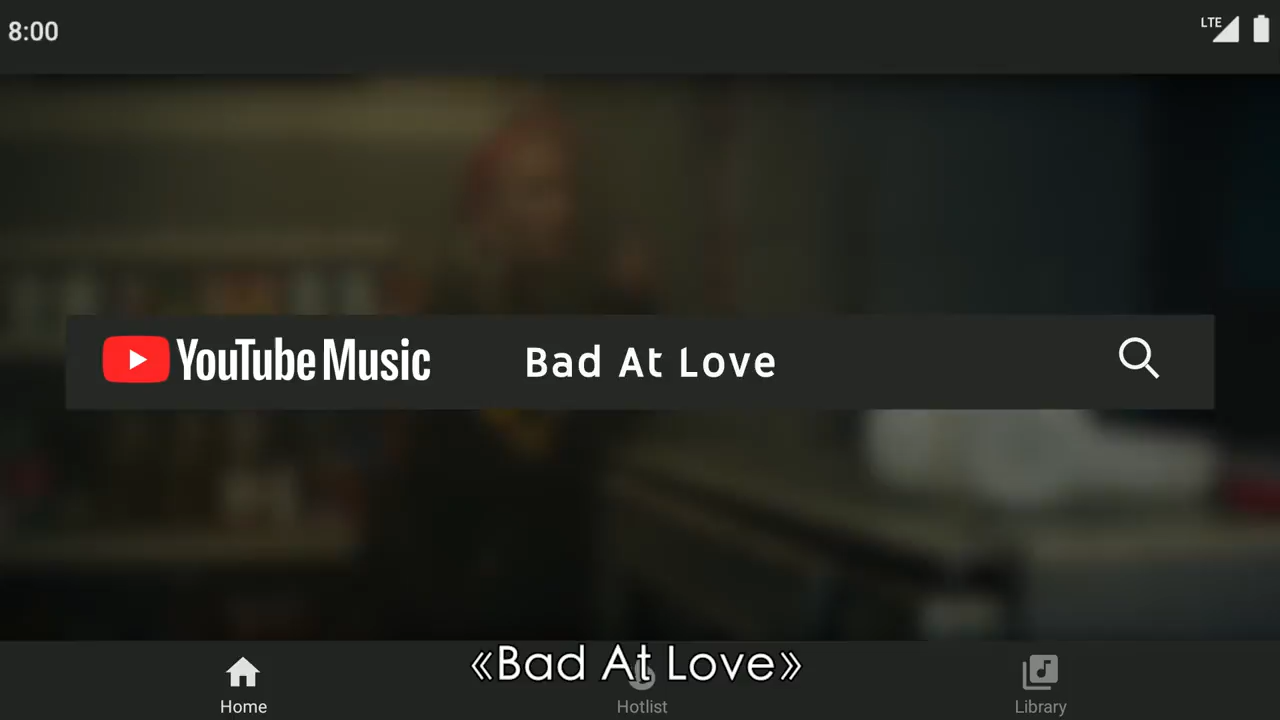 8:00
LTE
YouTube Music
Bad At Love
«Bad At Love»
Home
Hotlist
Library